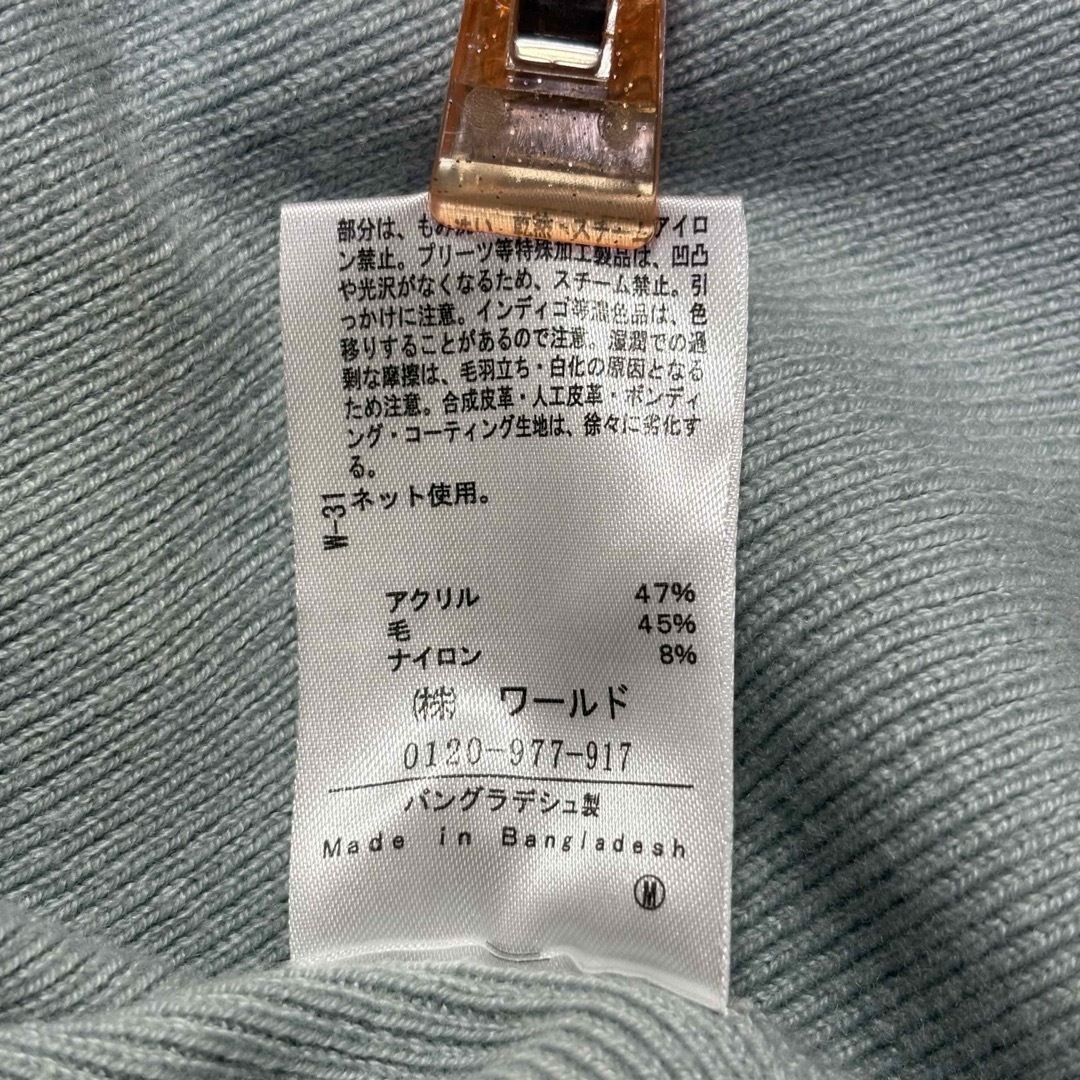 部分は、もみ洗い、乾燥・スチームアイロ
ン禁止。プリーツ等特殊加工製品は、凹凸
や光沢がなくなるため、スチーム禁止。引
っかけに注意。インディゴ等濃色品は、色
移りすることがあるので注意。湿潤での過
剰な摩擦は、毛羽立ち・白化の原因となる
ため注意。合成皮革・人工皮革・ボンディ
ング・コーティング生地は、徐々に劣化す
る。
ネット使用。
W-31
アクリル 47%
毛 45%
ナイロン 8%
㈱ ワールド
0120-977-917
バングラデシュ製
Made in Bangladesh
Ⓜ